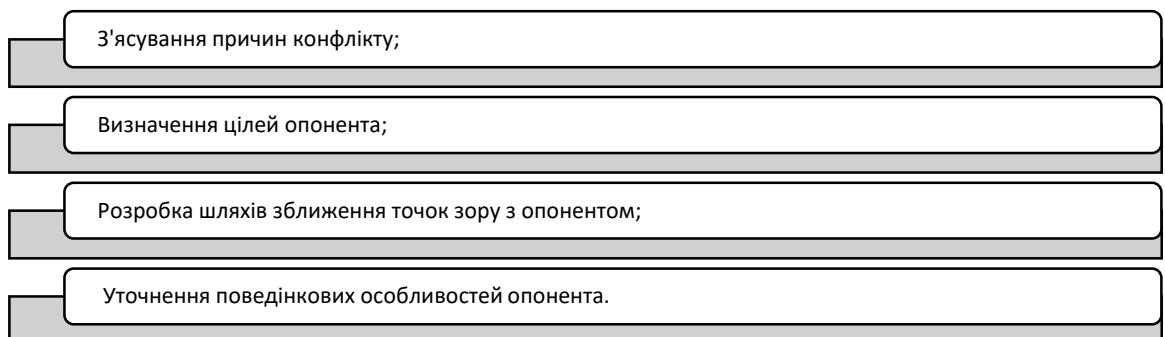 З'ясування причин конфлікту;
Визначення цілей опонента;
Розробка шляхів зближення точок зору з опонентом;
Уточнення поведінкових особливостей опонента.